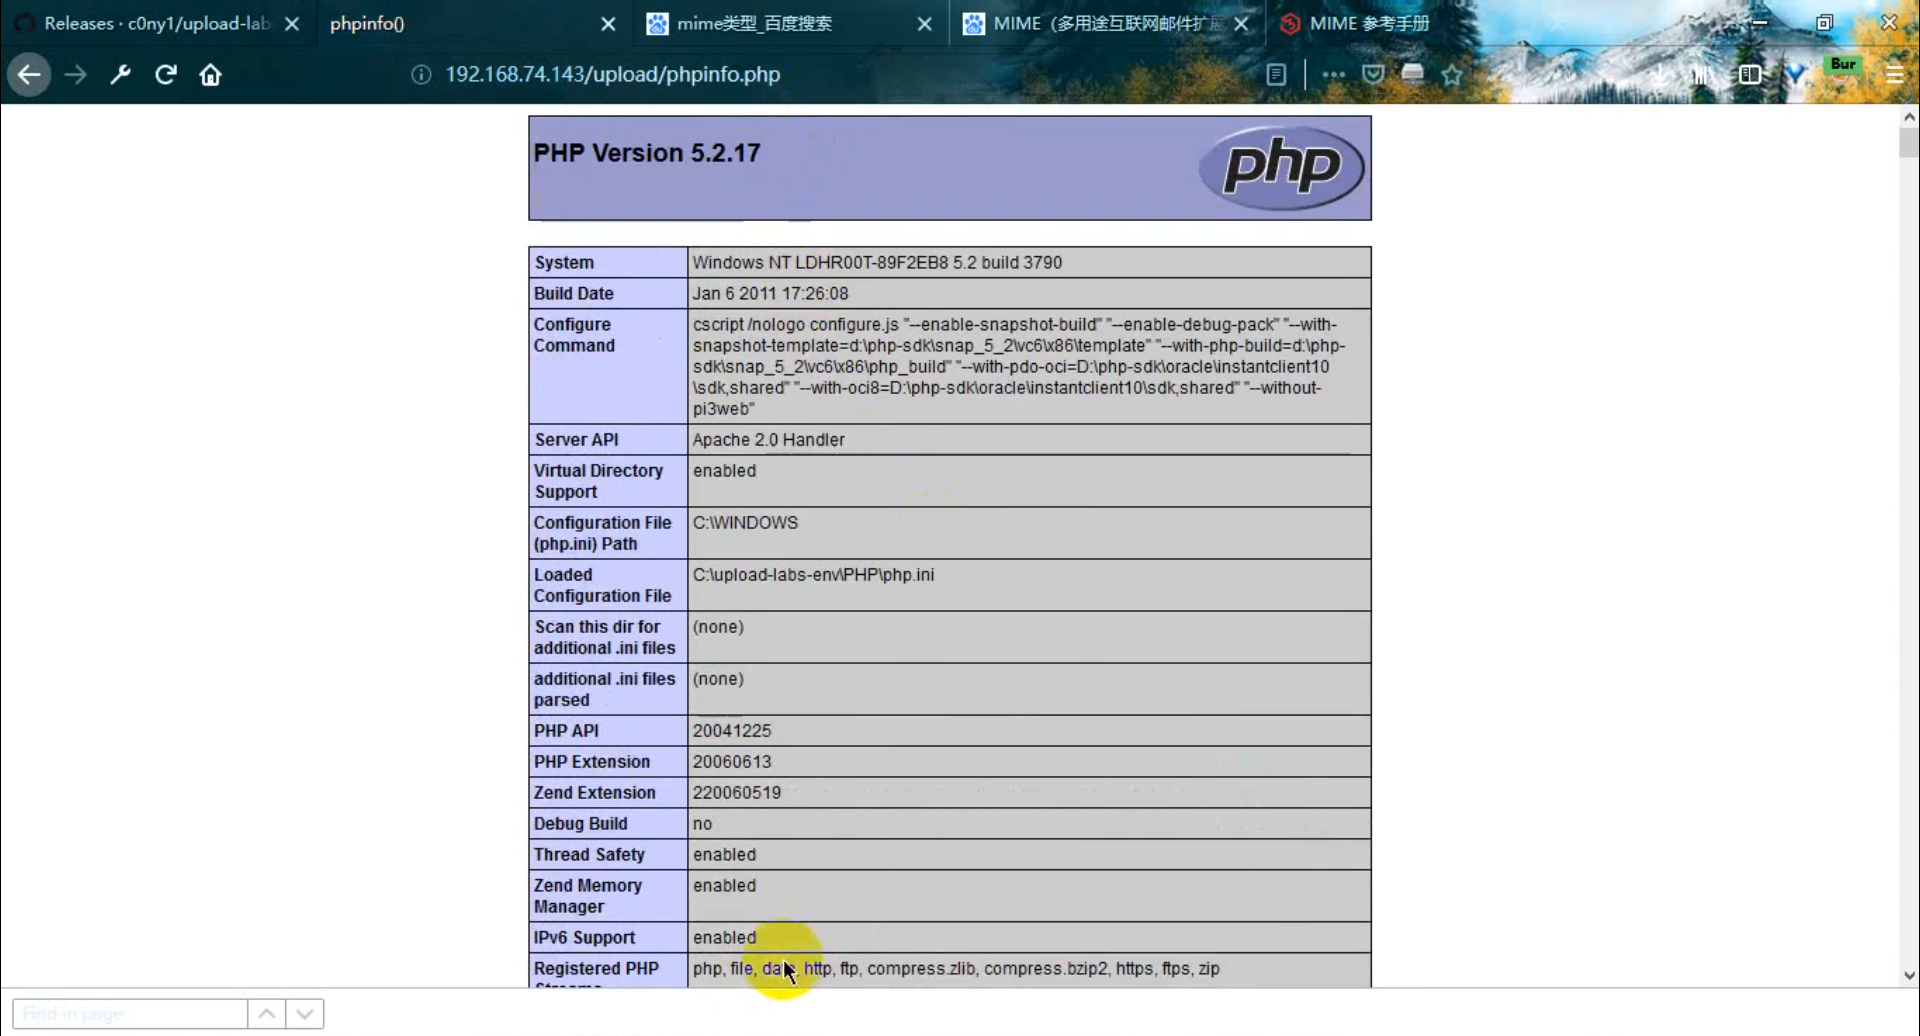 Releases · c0ny1/upload-lab
phpinfo()
mime类型_百度搜索
MIME（多用途互联网邮件扩展
MIME 参考手册
192.168.74.143/upload/phpinfo.php
Bur
PHP Version 5.2.17
php
System
Windows NT LDHR00T-89F2EB8 5.2 build 3790
Build Date
Jan 6 2011 17:26:08
Configure
Command
cscript /nologo configure.js "--enable-snapshot-build" "--enable-debug-pack" "--with-
snapshot-template=d:\php-sdk\snap_5_2\vc6\x86\template" "--with-php-build=d:\php-
sdk\snap_5_2\vc6\x86\php_build" "--with-pdo-oci=D:\php-sdk\oracle\instantclient10
\sdk,shared" "--with-oci8=D:\php-sdk\oracle\instantclient10\sdk,shared" "--without-
pi3web"
Server API
Apache 2.0 Handler
Virtual Directory
Support
enabled
Configuration File
(php.ini) Path
C:\WINDOWS
Loaded
Configuration File
C:\upload-labs-env\PHP\php.ini
Scan this dir for
additional .ini files
(none)
additional .ini files
parsed
(none)
PHP API
20041225
PHP Extension
20060613
Zend Extension
220060519
Debug Build
no
Thread Safety
enabled
Zend Memory
Manager
enabled
IPv6 Support
enabled
Registered PHP
Streams
php, file, data, http, ftp, compress.zlib, compress.bzip2, https, ftps, zip
Find in page